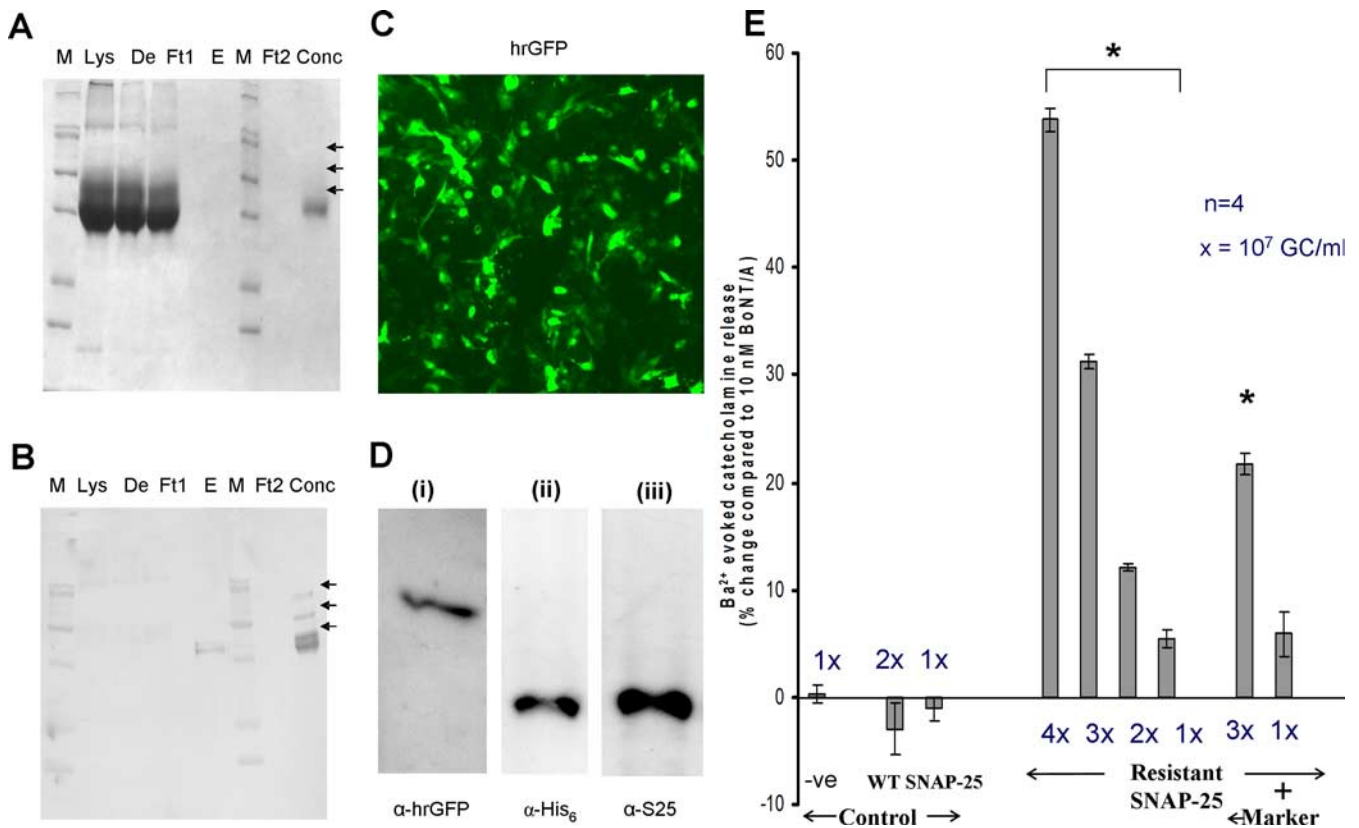 A
M Lys De Ft1 E M Ft2 Conc
B
M Lys De Ft1 E M Ft2 Conc
C
hrGFP
D
(i) (ii) (iii)
α-hrGFP α-His₆ α-S25
E
Ba²⁺ evoked catecholamine release
(% change compared to 10 nM BoNT/A)
60
50
40
30
20
10
0
-10
*
n=4
x = 10⁷ GC/ml
*
1x 2x 1x
4x 3x 2x 1x 3x 1x
-ve WT SNAP-25
Control
Resistant
SNAP-25
+
Marker